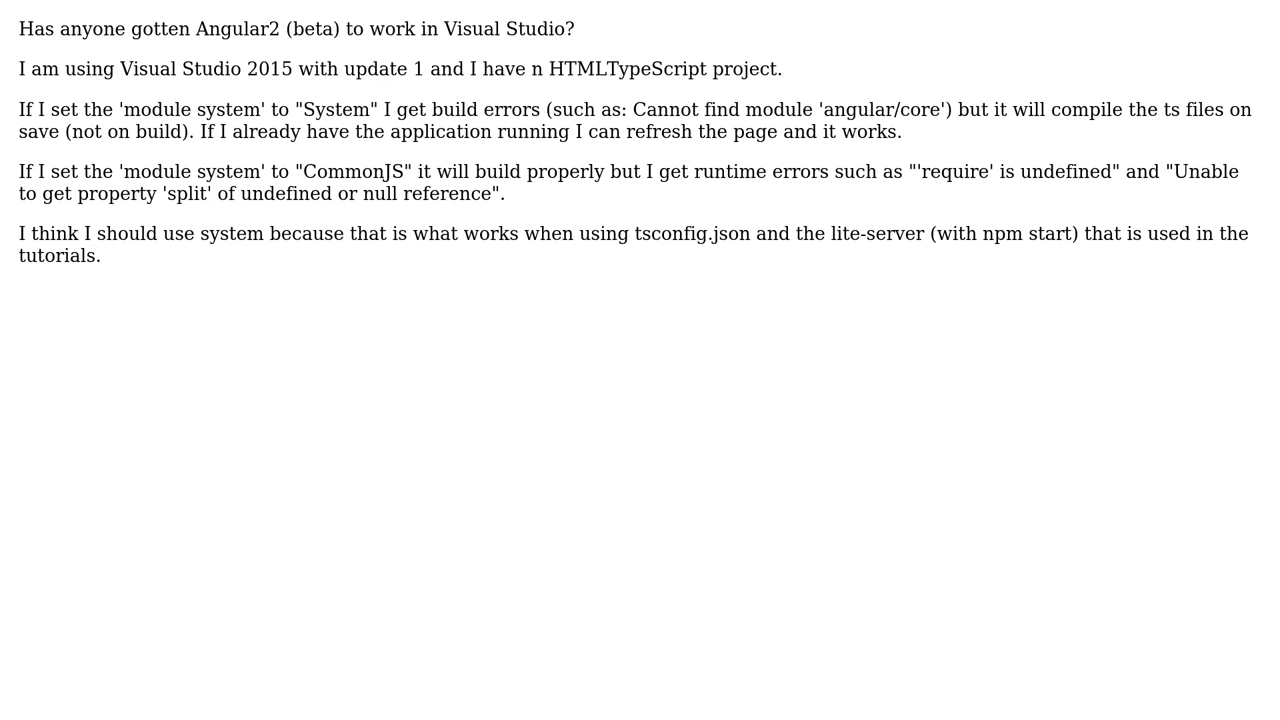 Has anyone gotten Angular2 (beta) to work in Visual Studio?
I am using Visual Studio 2015 with update 1 and I have n HTMLTypeScript project.
If I set the 'module system' to "System" I get build errors (such as: Cannot find module 'angular/core') but it will compile the ts files on
save (not on build). If I already have the application running I can refresh the page and it works.
If I set the 'module system' to "CommonJS" it will build properly but I get runtime errors such as "'require' is undefined" and "Unable
to get property 'split' of undefined or null reference".
I think I should use system because that is what works when using tsconfig.json and the lite-server (with npm start) that is used in the
tutorials.